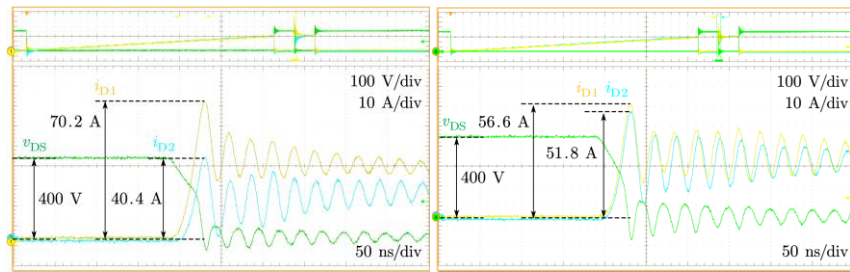 100 V/div
10 A/div
i_D1
70.2 A
v_DS
i_D2
400 V
40.4 A
50 ns/div
100 V/div
i_D1 i_D2
10 A/div
56.6 A
v_DS
51.8 A
400 V
50 ns/div